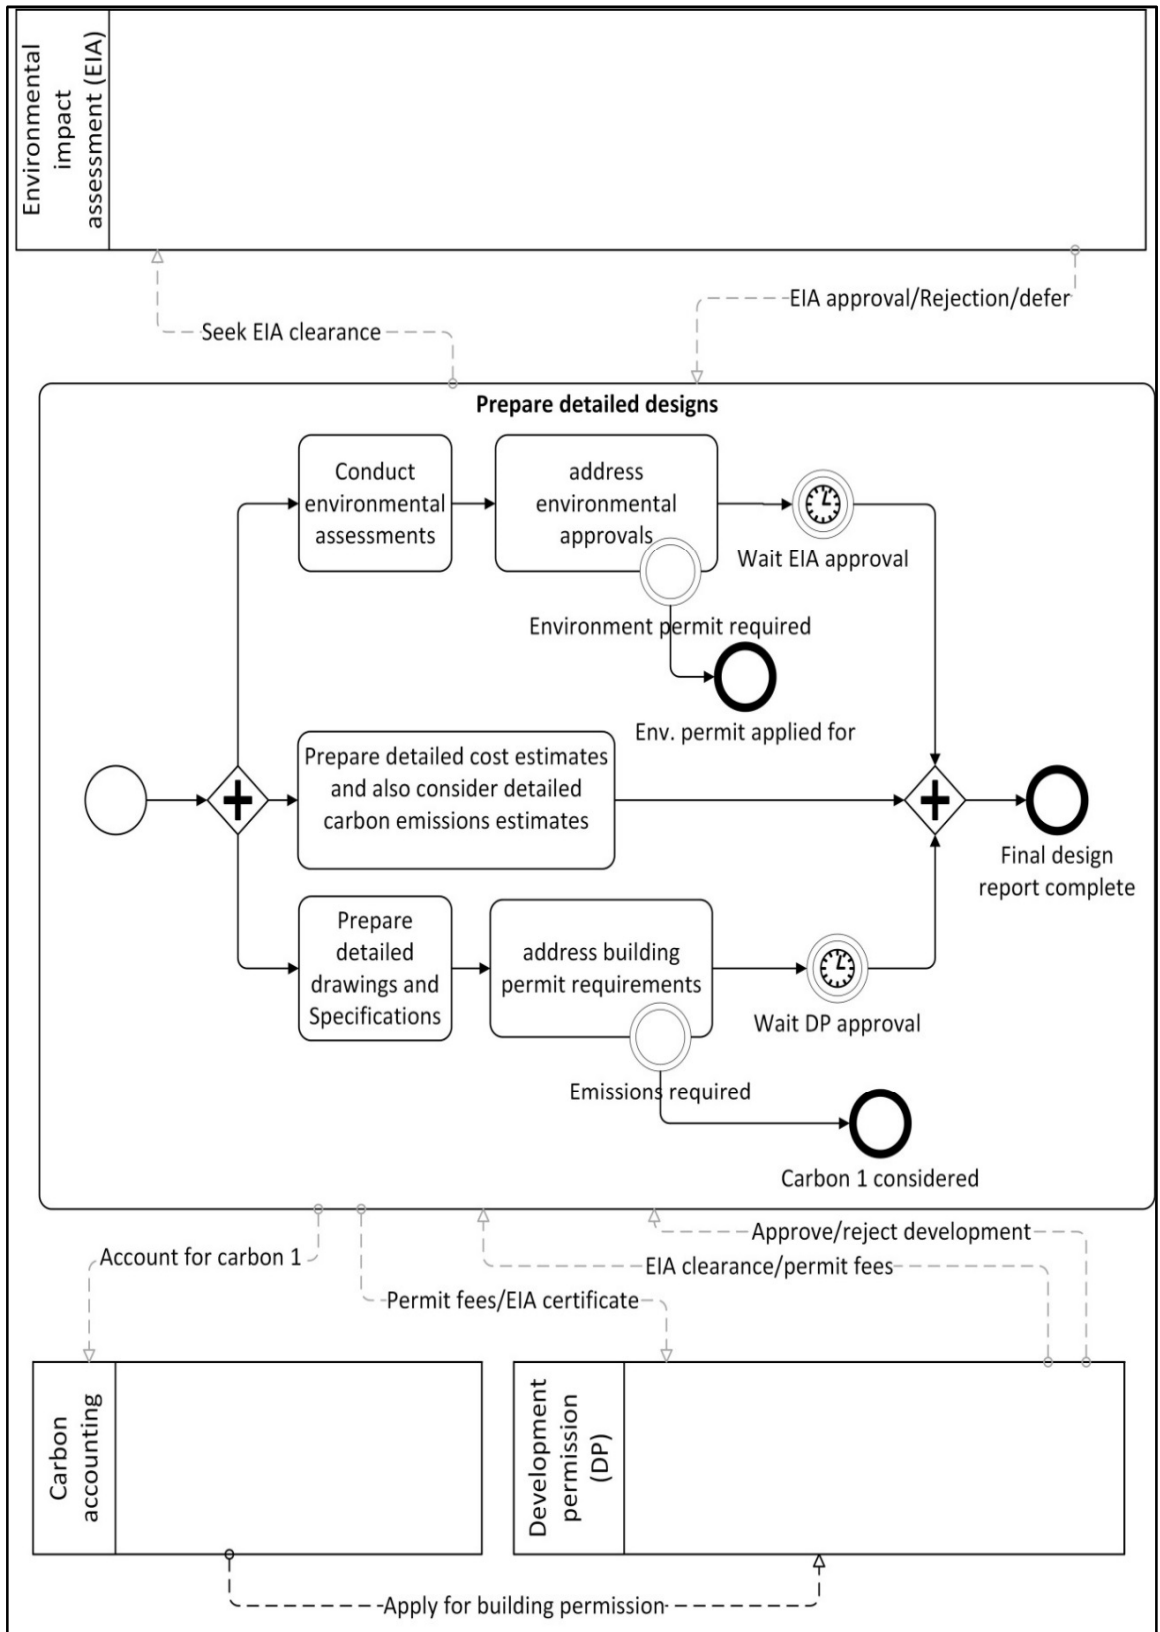 Environmental
impact
assessment (EIA)
EIA approval/Rejection/defer
Seek EIA clearance
Prepare detailed designs
Conduct
environmental
assessments
address
environmental
approvals
Wait EIA approval
Environment permit required
Env. permit applied for
Prepare detailed cost estimates
and also consider detailed
carbon emissions estimates
Final design
report complete
Prepare
detailed
drawings and
Specifications
address building
permit requirements
Wait DP approval
Emissions required
Carbon 1 considered
Approve/reject development
Account for carbon 1
EIA clearance/permit fees
Permit fees/EIA certificate
Carbon
accounting
Development
permission
(DP)
Apply for building permission